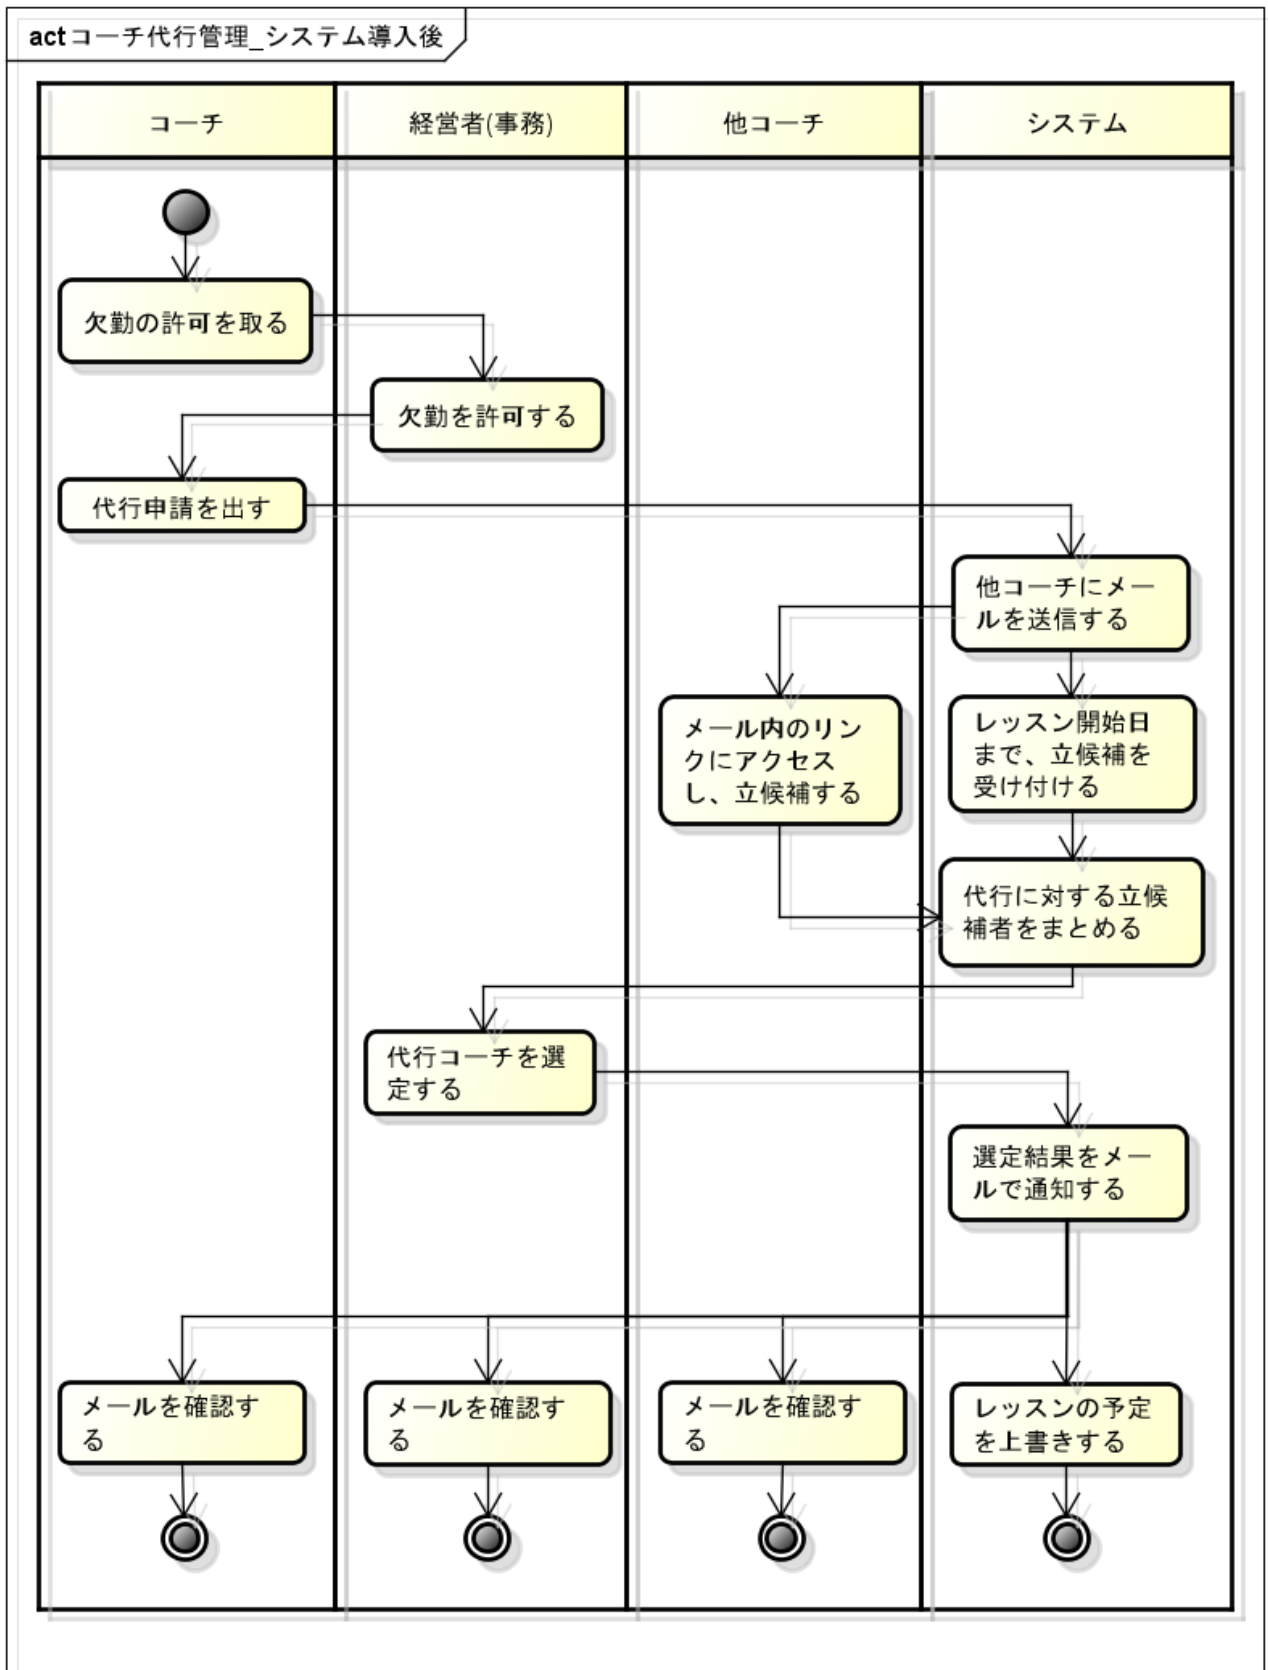 act コーチ代行管理_システム導入後
コーチ
経営者(事務)
他コーチ
システム
欠勤の許可を取る
欠勤を許可する
代行申請を出す
他コーチにメー
ルを送信する
メール内のリン
クにアクセス
し、立候補する
レッスン開始日
まで、立候補を
受け付ける
代行に対する立候
補者をまとめる
代行コーチを選
定する
選定結果をメー
ルで通知する
メールを確認す
る
メールを確認す
る
メールを確認す
る
レッスンの予定
を上書きする